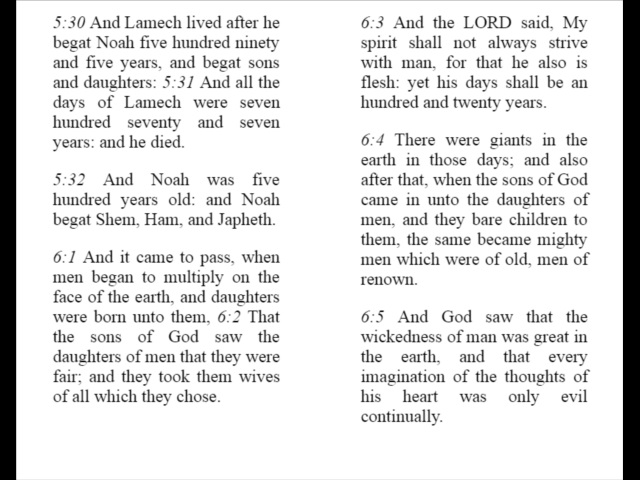 5:30 And Lamech lived after he
begat Noah five hundred ninety
and five years, and begat sons
and daughters: 5:31 And all the
days of Lamech were seven
hundred seventy and seven
years: and he died.
5:32 And Noah was five
hundred years old: and Noah
begat Shem, Ham, and Japheth.
6:1 And it came to pass, when
men began to multiply on the
face of the earth, and daughters
were born unto them, 6:2 That
the sons of God saw the
daughters of men that they were
fair; and they took them wives
of all which they chose.
6:3 And the LORD said, My
spirit shall not always strive
with man, for that he also is
flesh: yet his days shall be an
hundred and twenty years.
6:4 There were giants in the
earth in those days; and also
after that, when the sons of God
came in unto the daughters of
men, and they bare children to
them, the same became mighty
men which were of old, men of
renown.
6:5 And God saw that the
wickedness of man was great in
the earth, and that every
imagination of the thoughts of
his heart was only evil
continually.